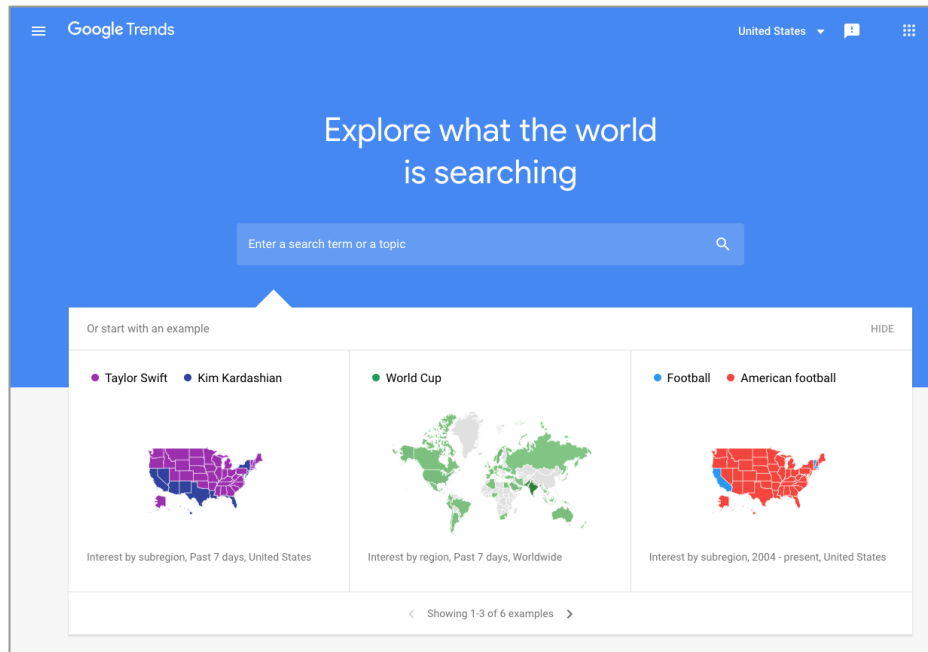 Google Trends
United States
Explore what the world
is searching
Enter a search term or a topic
Or start with an example
HIDE
Taylor Swift Kim Kardashian
World Cup
Football American football
Interest by subregion, Past 7 days, United States
Interest by region, Past 7 days, Worldwide
Interest by subregion, 2004 - present, United States
Showing 1-3 of 6 examples